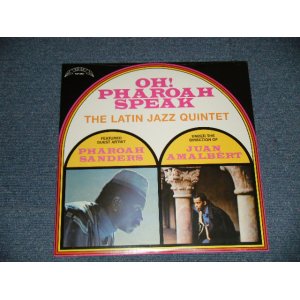 OH!
PHAROAH
SPEAK
THE LATIN JAZZ QUINTET
FEATURED
GUEST ARTIST
PHAROAH
SANDERS
UNDER THE
DIRECTION OF
JUAN
AMALBERT